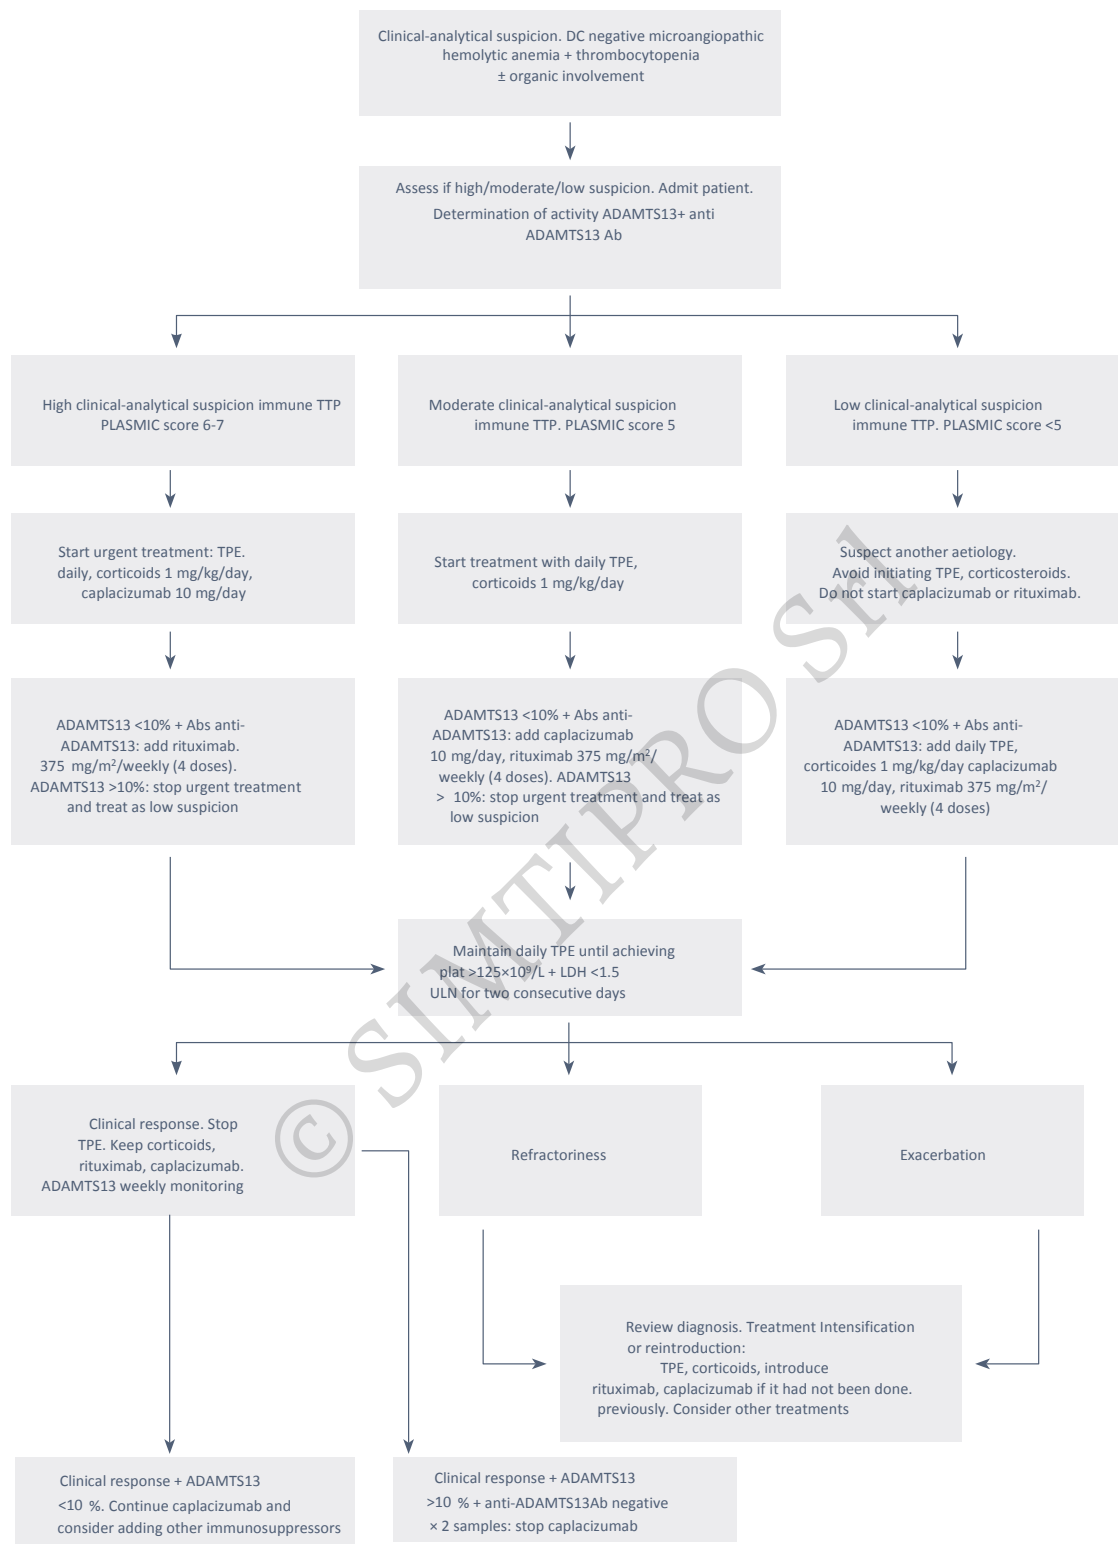 Clinical-analytical suspicion. DC negative microangiopathic
hemolytic anemia + thrombocytopenia
± organic involvement
Assess if high/moderate/low suspicion. Admit patient.
Determination of activity ADAMTS13+ anti
ADAMTS13 Ab
High clinical-analytical suspicion immune TTP
PLASMIC score 6-7
Moderate clinical-analytical suspicion
immune TTP. PLASMIC score 5
Low clinical-analytical suspicion
immune TTP. PLASMIC score <5
Start urgent treatment: TPE.
daily, corticoids 1 mg/kg/day,
caplacizumab 10 mg/day
Start treatment with daily TPE,
corticoids 1 mg/kg/day
Suspect another aetiology.
Avoid initiating TPE, corticosteroids.
Do not start caplacizumab or rituximab.
ADAMTS13 <10% + Abs anti-
ADAMTS13: add rituximab.
375 mg/m²/weekly (4 doses).
ADAMTS13 >10%: stop urgent treatment
and treat as low suspicion
ADAMTS13 <10% + Abs anti-
ADAMTS13: add caplacizumab
10 mg/day, rituximab 375 mg/m²/
weekly (4 doses). ADAMTS13
> 10%: stop urgent treatment and treat as
low suspicion
ADAMTS13 <10% + Abs anti-
ADAMTS13: add daily TPE,
corticoides 1 mg/kg/day caplacizumab
10 mg/day, rituximab 375 mg/m²/
weekly (4 doses)
Maintain daily TPE until achieving
plat >125×10⁹/L + LDH <1.5
ULN for two consecutive days
Clinical response. Stop
TPE. Keep corticoids,
rituximab, caplacizumab.
ADAMTS13 weekly monitoring
Refractoriness
Exacerbation
Review diagnosis. Treatment Intensification
or reintroduction:
TPE, corticoids, introduce
rituximab, caplacizumab if it had not been done.
previously. Consider other treatments
Clinical response + ADAMTS13
<10 %. Continue caplacizumab and
consider adding other immunosuppressors
Clinical response + ADAMTS13
>10 % + anti-ADAMTS13Ab negative
× 2 samples: stop caplacizumab
© SIMTIPRO Srl